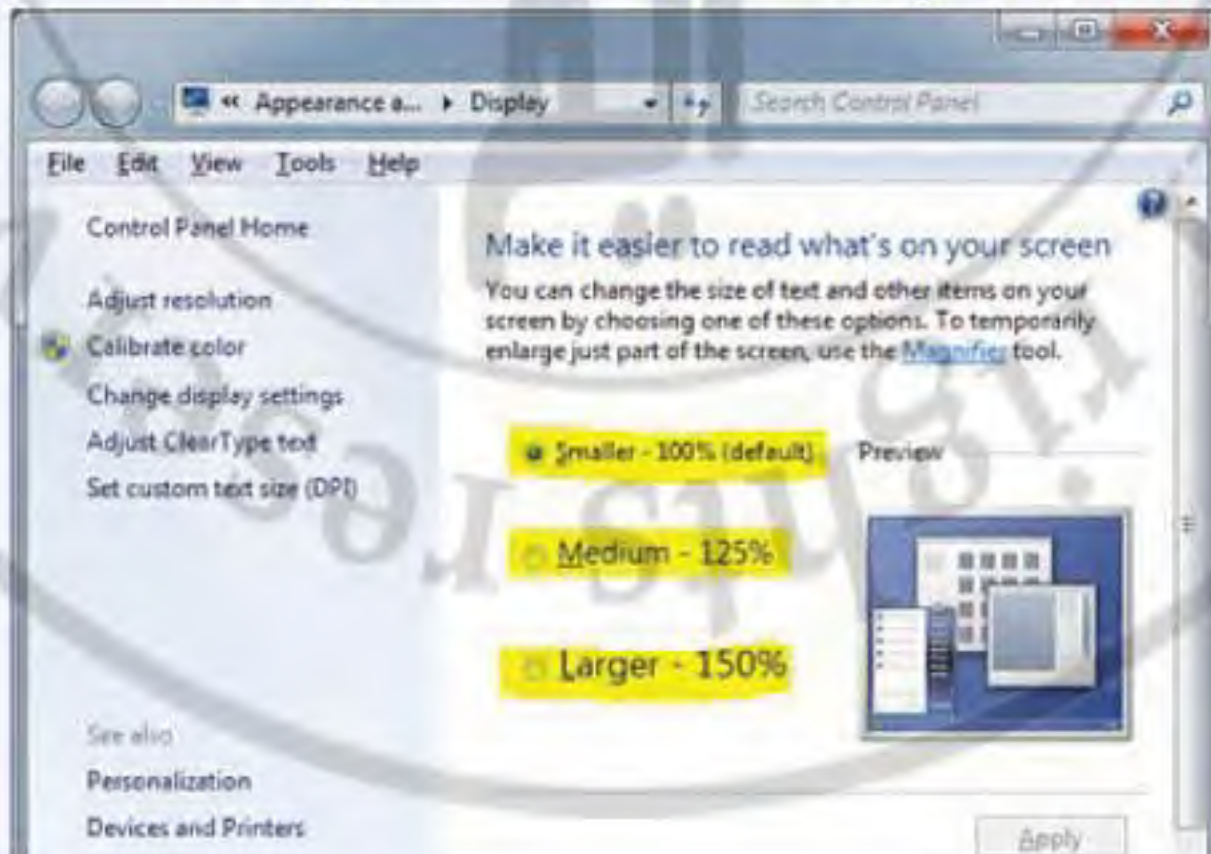 « Appearance a... ▸ Display
Search Control Panel
File Edit View Tools Help
Control Panel Home
Adjust resolution
Calibrate color
Change display settings
Adjust ClearType text
Set custom text size (DPI)
See also
Personalization
Devices and Printers
Make it easier to read what's on your screen
You can change the size of text and other items on your
screen by choosing one of these options. To temporarily
enlarge just part of the screen, use the Magnifier tool.
Smaller - 100% (default)
Preview
Medium - 125%
Larger - 150%
Apply